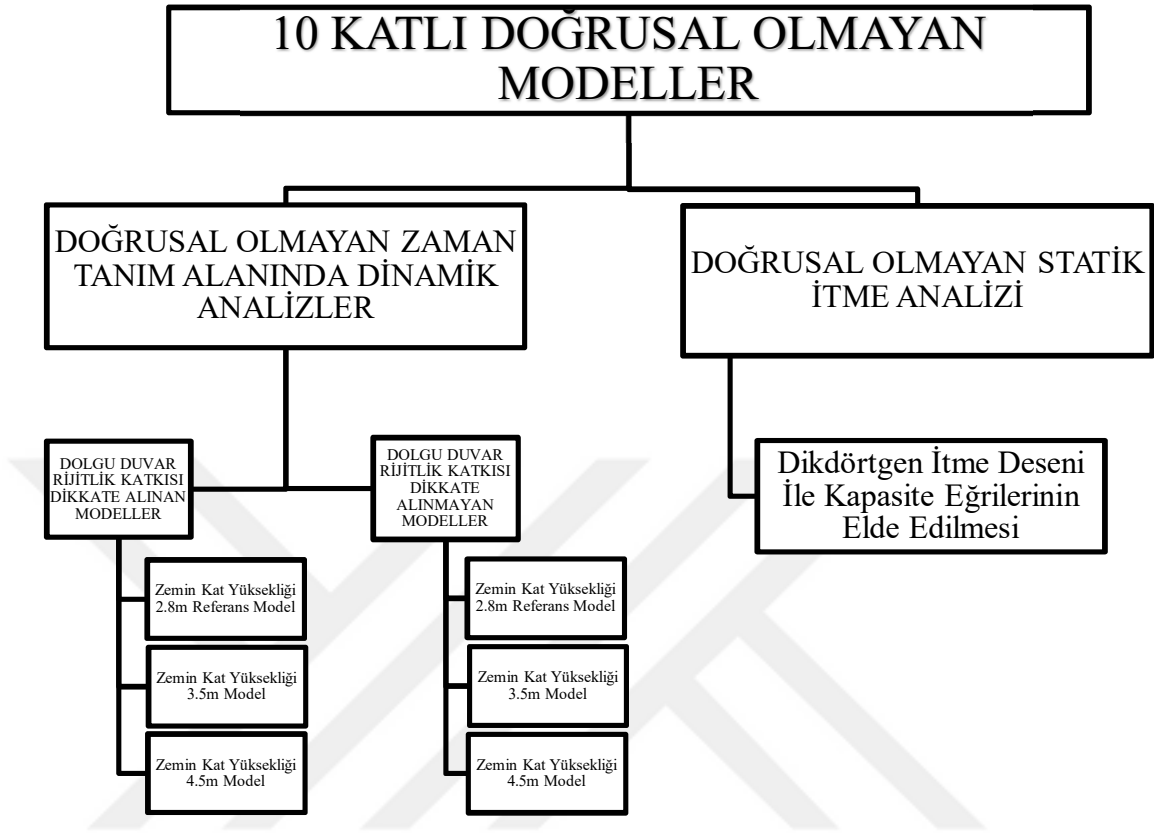 10 KATLI DOĞRUSAL OLMAYAN
MODELLER
DOĞRUSAL OLMAYAN ZAMAN
TANIM ALANINDA DİNAMİK
ANALİZLER
DOĞRUSAL OLMAYAN STATİK
İTME ANALİZİ
DOLGU DUVAR
RİJİTLİK KATKISI
DİKKATE ALINAN
MODELLER
DOLGU DUVAR
RİJİTLİK KATKISI
DİKKATE
ALINMAYAN
MODELLER
Dikdörtgen İtme Deseni
İle Kapasite Eğrilerinin
Elde Edilmesi
Zemin Kat Yüksekliği
2.8m Referans Model
Zemin Kat Yüksekliği
3.5m Model
Zemin Kat Yüksekliği
4.5m Model
Zemin Kat Yüksekliği
2.8m Referans Model
Zemin Kat Yüksekliği
3.5m Model
Zemin Kat Yüksekliği
4.5m Model